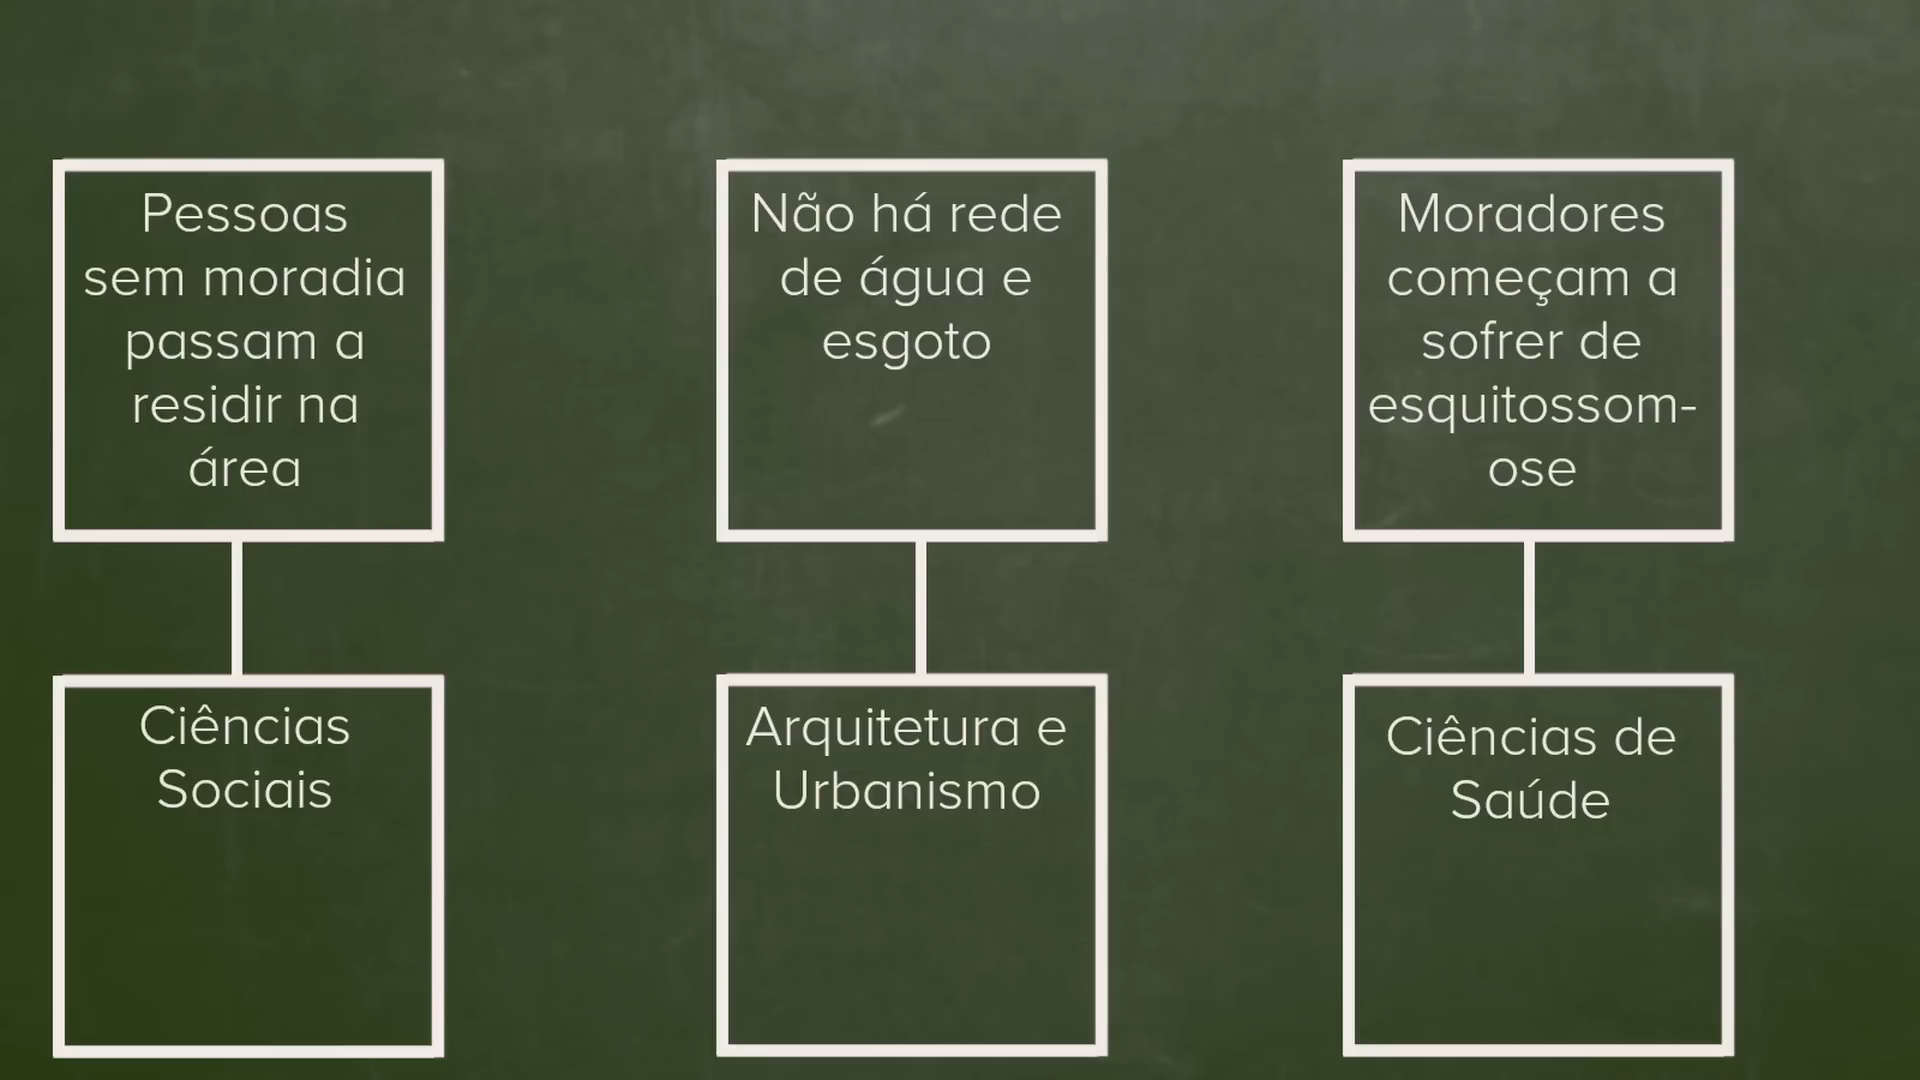 Pessoas
sem moradia
passam a
residir na
área
Não há rede
de água e
esgoto
Moradores
começam a
sofrer de
esquitossom-
ose
Ciências
Sociais
Arquitetura e
Urbanismo
Ciências de
Saúde